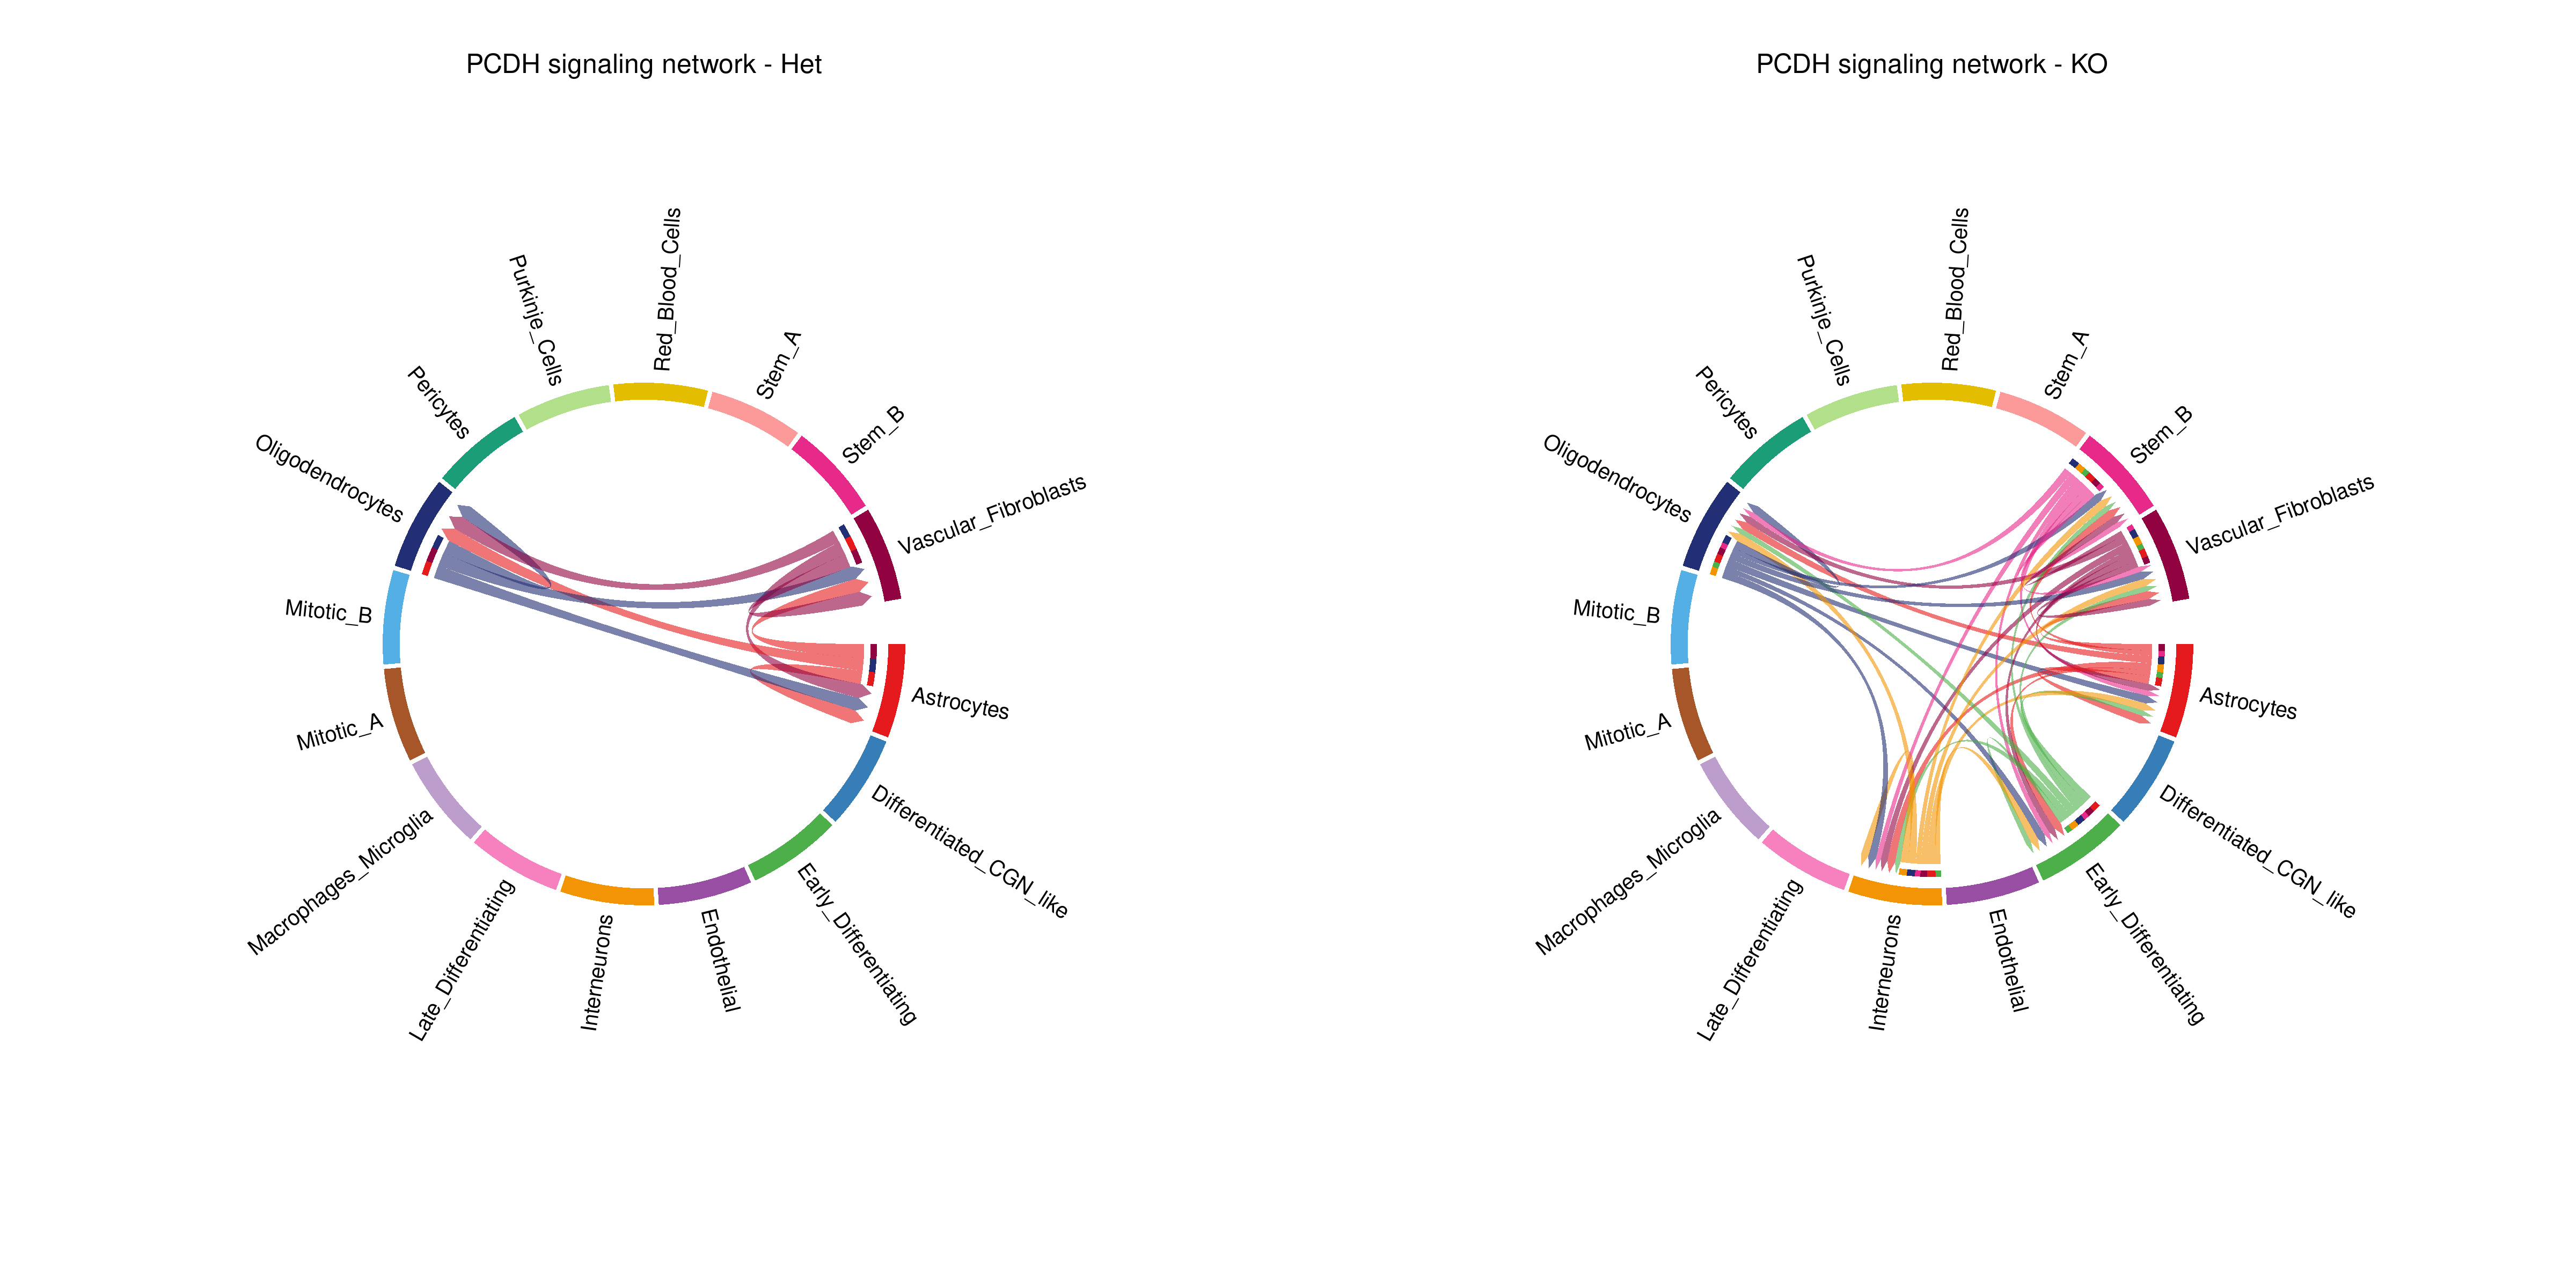 PCDH signaling network - Het
Red_Blood_Cells
Purkinje_Cells
Stem_A
Pericytes
Stem_B
Oligodendrocytes
Vascular_Fibroblasts
Mitotic_B
Astrocytes
Mitotic_A
Differentiated_CGN_like
Macrophages_Microglia
Early_Differentiating
Late_Differentiating
Interneurons
Endothelial
PCDH signaling network - KO
Red_Blood_Cells
Purkinje_Cells
Stem_A
Pericytes
Stem_B
Oligodendrocytes
Vascular_Fibroblasts
Mitotic_B
Astrocytes
Mitotic_A
Differentiated_CGN_like
Macrophages_Microglia
Early_Differentiating
Late_Differentiating
Interneurons
Endothelial